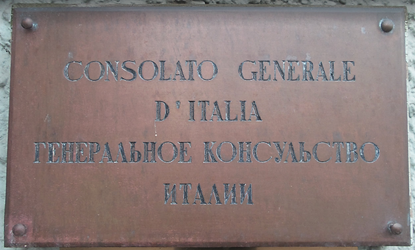 CONSOLATO GENERALE
D'ITALIA
ГЕНЕРАЛЬНОЕ КОНСУЛЬСТВО
ИТАЛИИ